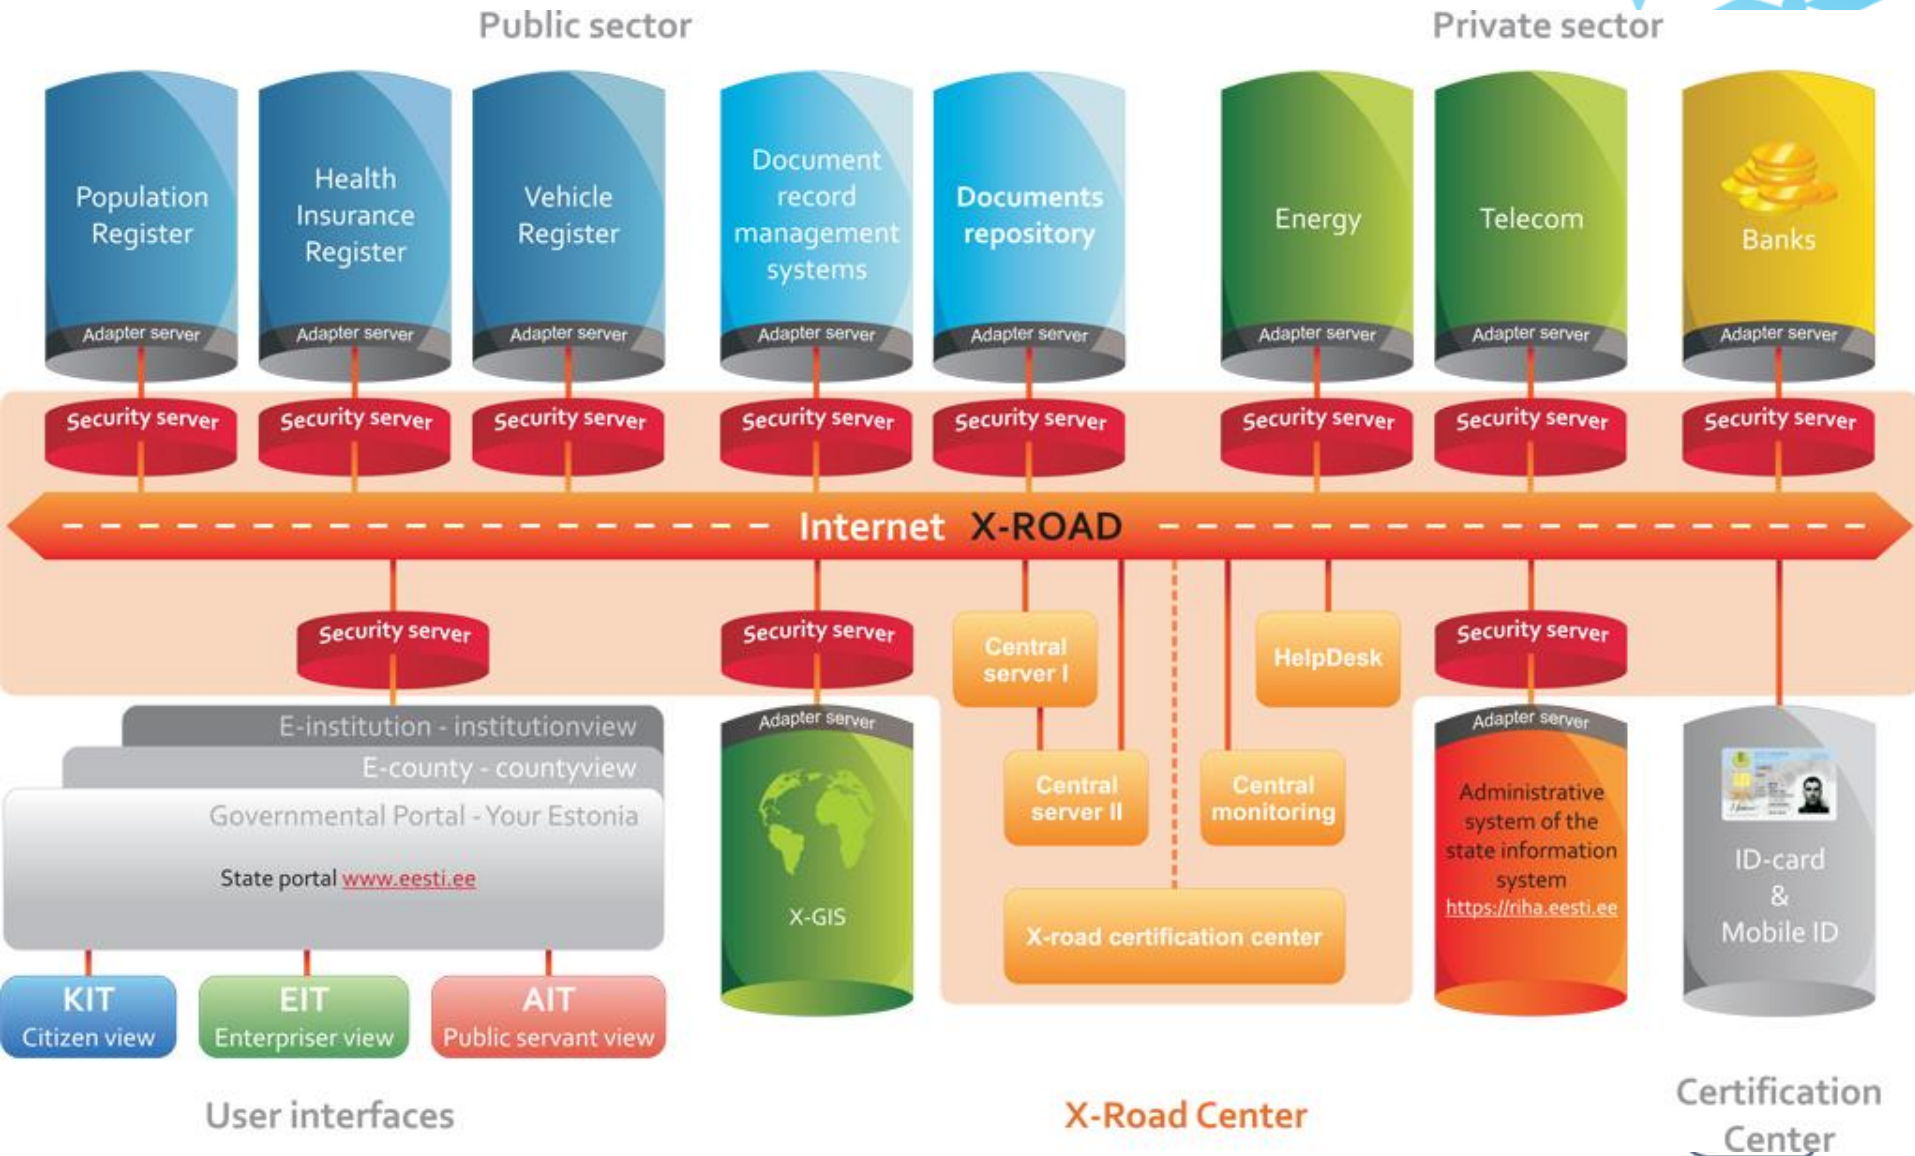 Public sector
Private sector
Population
Register
Adapter server
Health
Insurance
Register
Adapter server
Vehicle
Register
Adapter server
Document
record
management
systems
Adapter server
Documents
repository
Adapter server
Energy
Adapter server
Telecom
Adapter server
Banks
Adapter server
Security server
Security server
Security server
Security server
Security server
Security server
Security server
Security server
Internet X-ROAD
Security server
Security server
Central
server I
HelpDesk
Security server
E-institution - institutionview
E-county - countyview
Governmental Portal - Your Estonia
State portal www.eesti.ee
Adapter server
X-GIS
Central
server II
Central
monitoring
X-road certification center
Adapter server
Administrative
system of the
state information
system
https://riha.eesti.ee
ID-card
&
Mobile ID
KIT
Citizen view
EIT
Enterpriser view
AIT
Public servant view
User interfaces
X-Road Center
Certification
Center